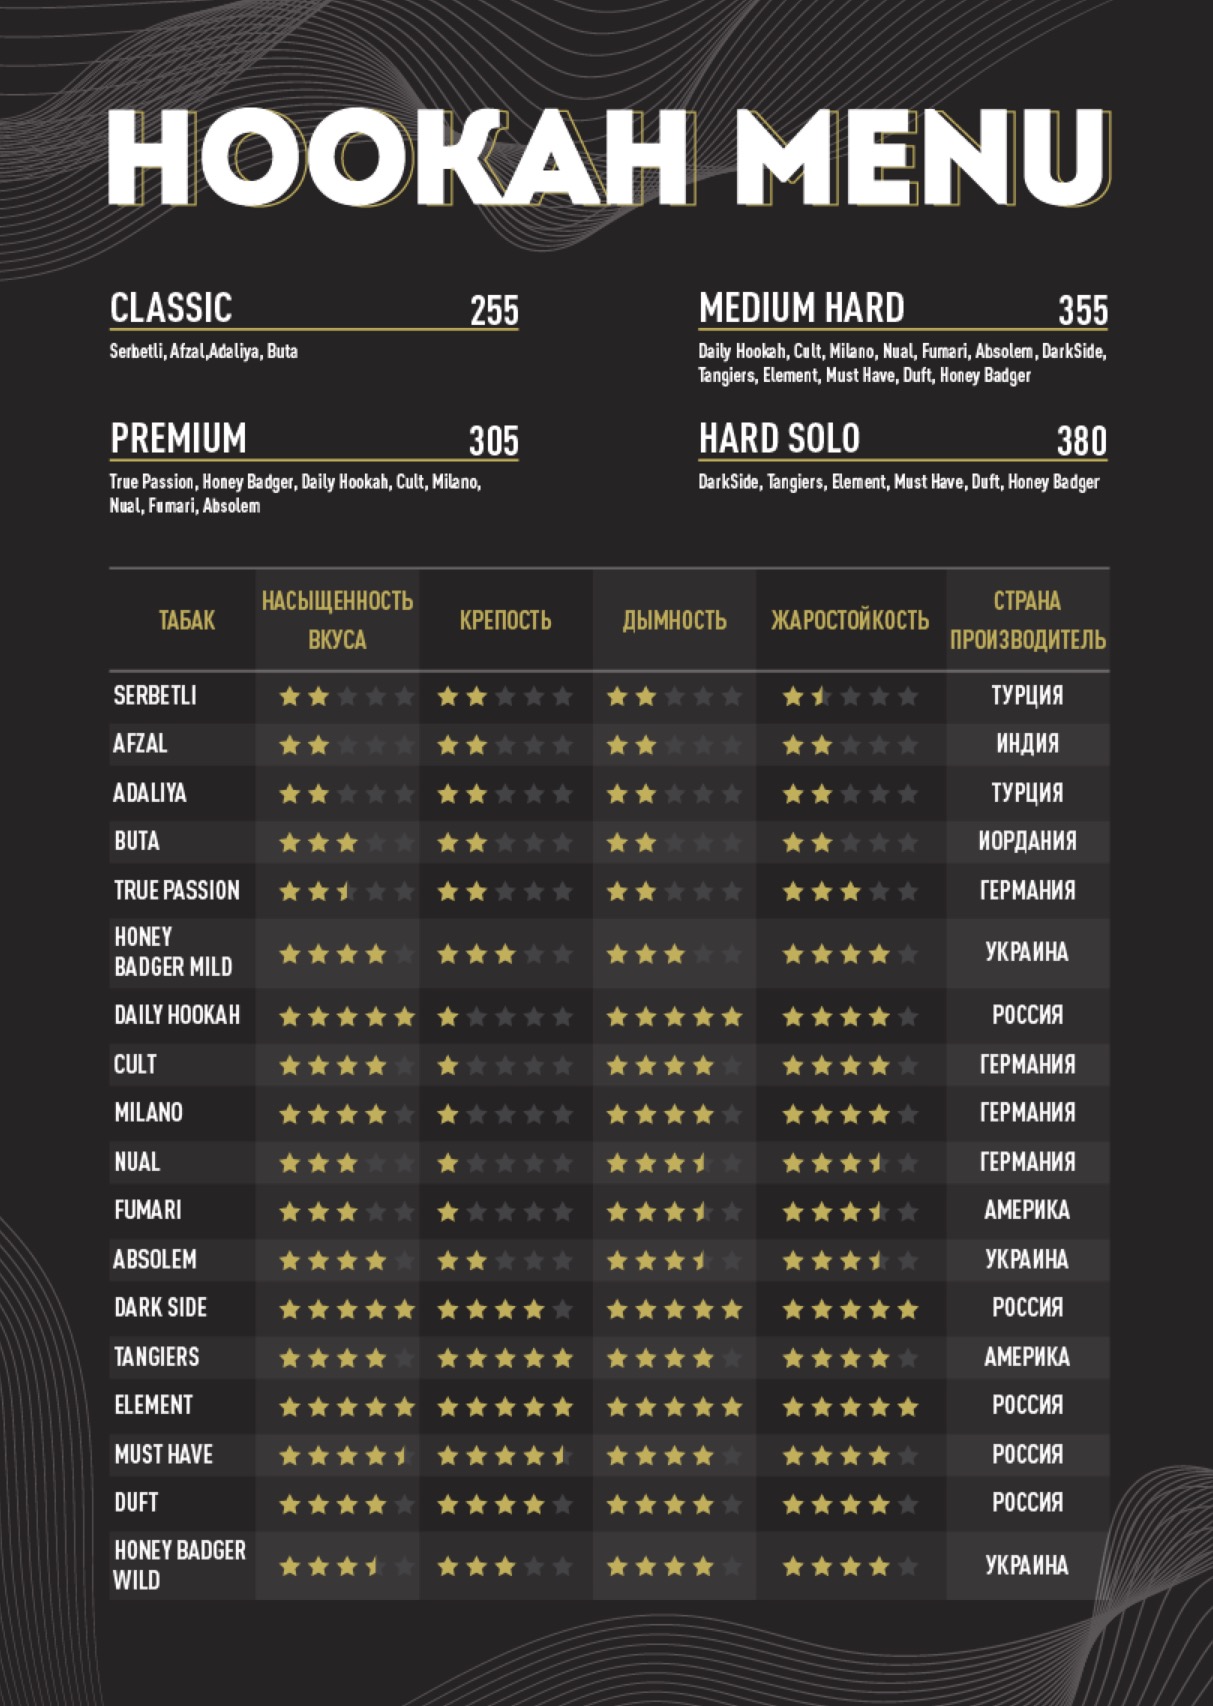 HOOKAH MENU
CLASSIC 255
Serbetli, Afzal,Adaliya, Buta
PREMIUM 305
True Passion, Honey Badger, Daily Hookah, Cult, Milano,
Nual, Fumari, Absolem
MEDIUM HARD 355
Daily Hookah, Cult, Milano, Nual, Fumari, Absolem, DarkSide,
Tangiers, Element, Must Have, Duft, Honey Badger
HARD SOLO 380
DarkSide, Tangiers, Element, Must Have, Duft, Honey Badger
ТАБАК
НАСЫЩЕННОСТЬ
ВКУСА
КРЕПОСТЬ
ДЫМНОСТЬ
ЖАРОСТОЙКОСТЬ
СТРАНА
ПРОИЗВОДИТЕЛЬ
SERBETLI ТУРЦИЯ
AFZAL ИНДИЯ
ADALIYA ТУРЦИЯ
BUTA ИОРДАНИЯ
TRUE PASSION ГЕРМАНИЯ
HONEY
BADGER MILD УКРАИНА
DAILY HOOKAH РОССИЯ
CULT ГЕРМАНИЯ
MILANO ГЕРМАНИЯ
NUAL ГЕРМАНИЯ
FUMARI АМЕРИКА
ABSOLEM УКРАИНА
DARK SIDE РОССИЯ
TANGIERS АМЕРИКА
ELEMENT РОССИЯ
MUST HAVE РОССИЯ
DUFT РОССИЯ
HONEY BADGER
WILD УКРАИНА